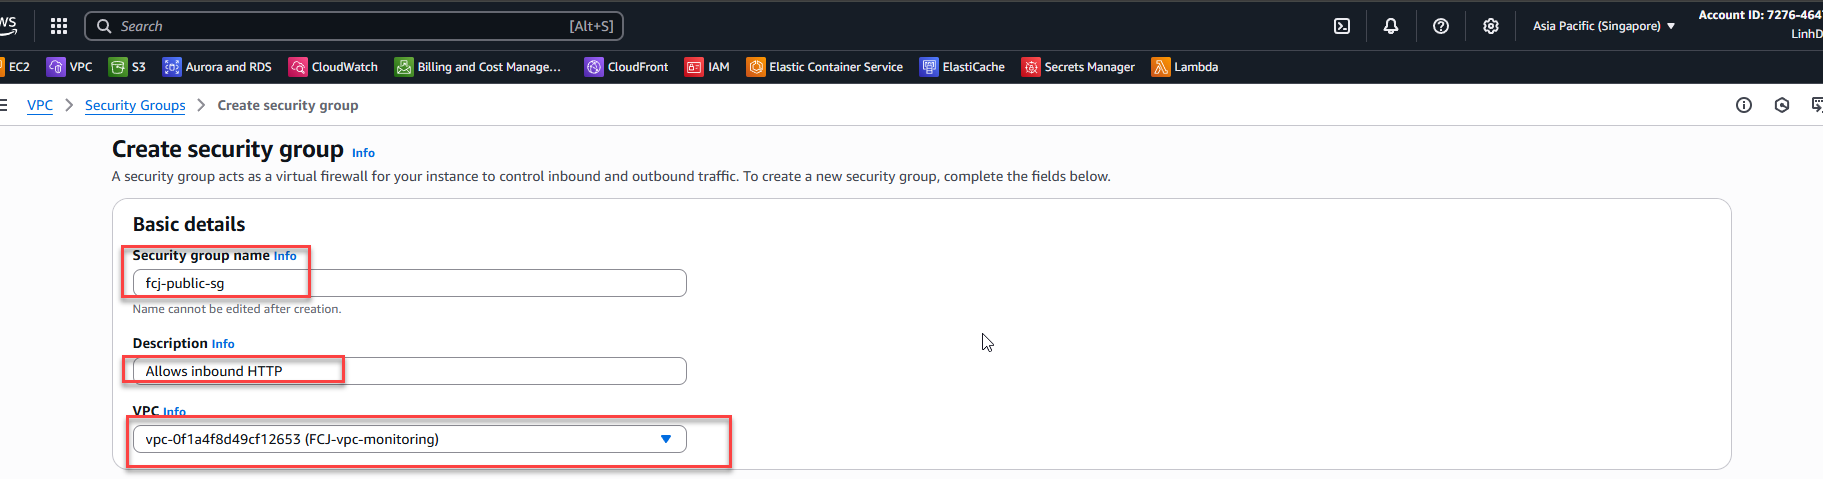 Search [Alt+S] Asia Pacific (Singapore) Account ID: 7276-464
LinhD
EC2 VPC S3 Aurora and RDS CloudWatch Billing and Cost Manage... CloudFront IAM Elastic Container Service ElastiCache Secrets Manager Lambda
VPC > Security Groups > Create security group
Create security group Info
A security group acts as a virtual firewall for your instance to control inbound and outbound traffic. To create a new security group, complete the fields below.
Basic details
Security group name Info
fcj-public-sg
Name cannot be edited after creation.
Description Info
Allows inbound HTTP
VPC Info
vpc-0f1a4f8d49cf12653 (FCJ-vpc-monitoring)